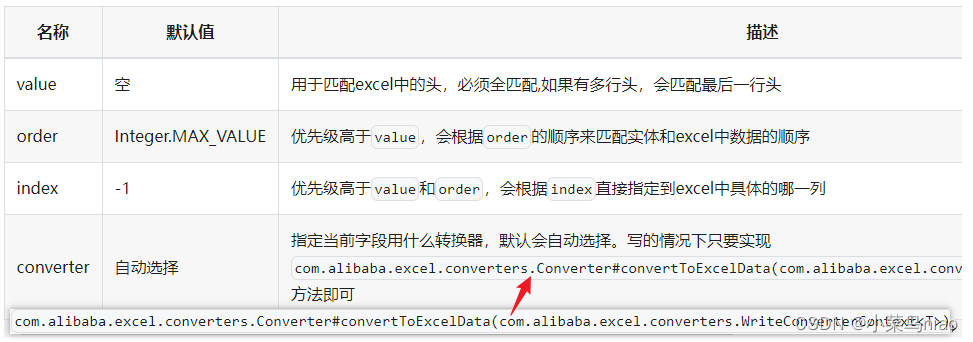 名称 默认值 描述
value 空 用于匹配excel中的头，必须全匹配,如果有多行头，会匹配最后一行头
order Integer.MAX_VALUE 优先级高于value，会根据order的顺序来匹配实体和excel中数据的顺序
index -1 优先级高于value和order，会根据index直接指定到excel中具体的哪一列
指定当前字段用什么转换器，默认会自动选择。写的情况下只要实现
converter 自动选择
com.alibaba.excel.converters.Converter#convertToExcelData(com.alibaba.excel.conv
方法即可
com.alibaba.excel.converters.Converter#convertToExcelData(com.alibaba.excel.converters.WriteConverterContext<T>)
CSDN @小菜鸟niao